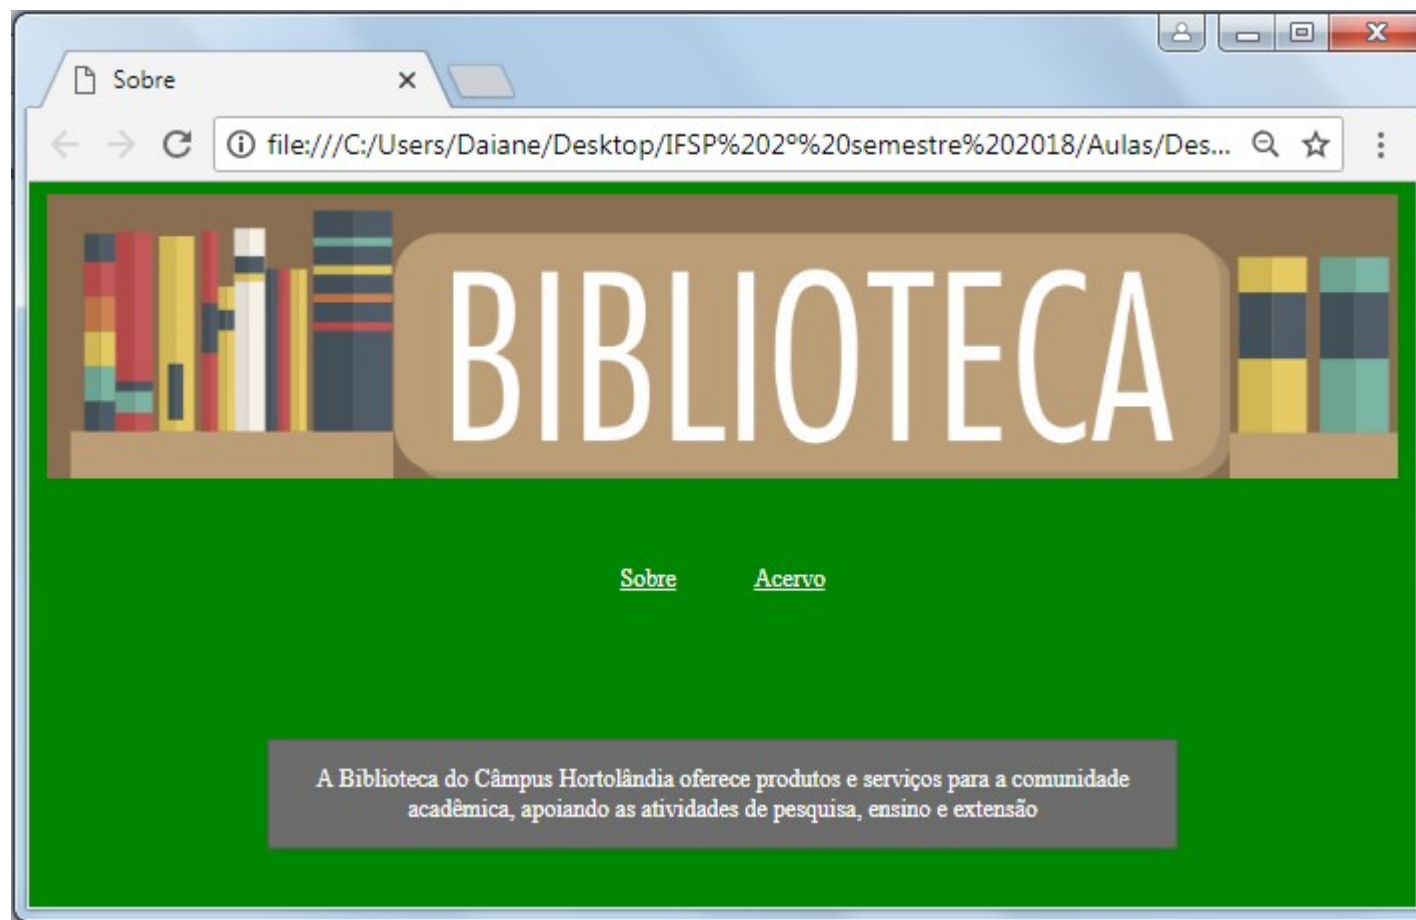 Sobre
file:///C:/Users/Daiane/Desktop/IFSP%202º%20semestre%202018/Aulas/Des...
BIBLIOTECA
Sobre Acervo
A Biblioteca do Câmpus Hortolândia oferece produtos e serviços para a comunidade
acadêmica, apoiando as atividades de pesquisa, ensino e extensão